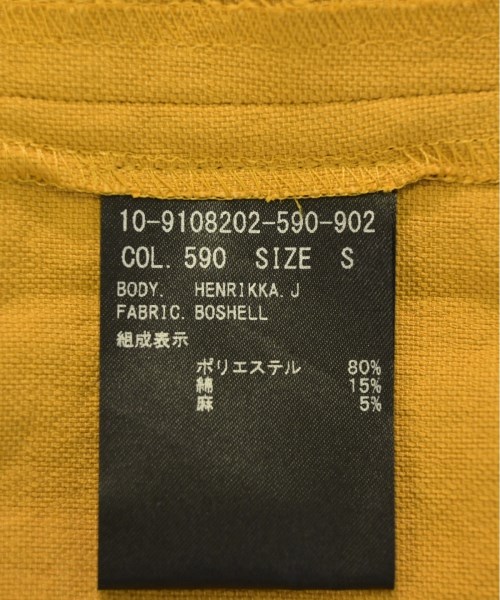 10-9108202-590-902
COL. 590 SIZE S
BODY. HENRIKKA. J
FABRIC. BOSHELL
組成表示
ポリエステル 80%
綿 15%
麻 5%